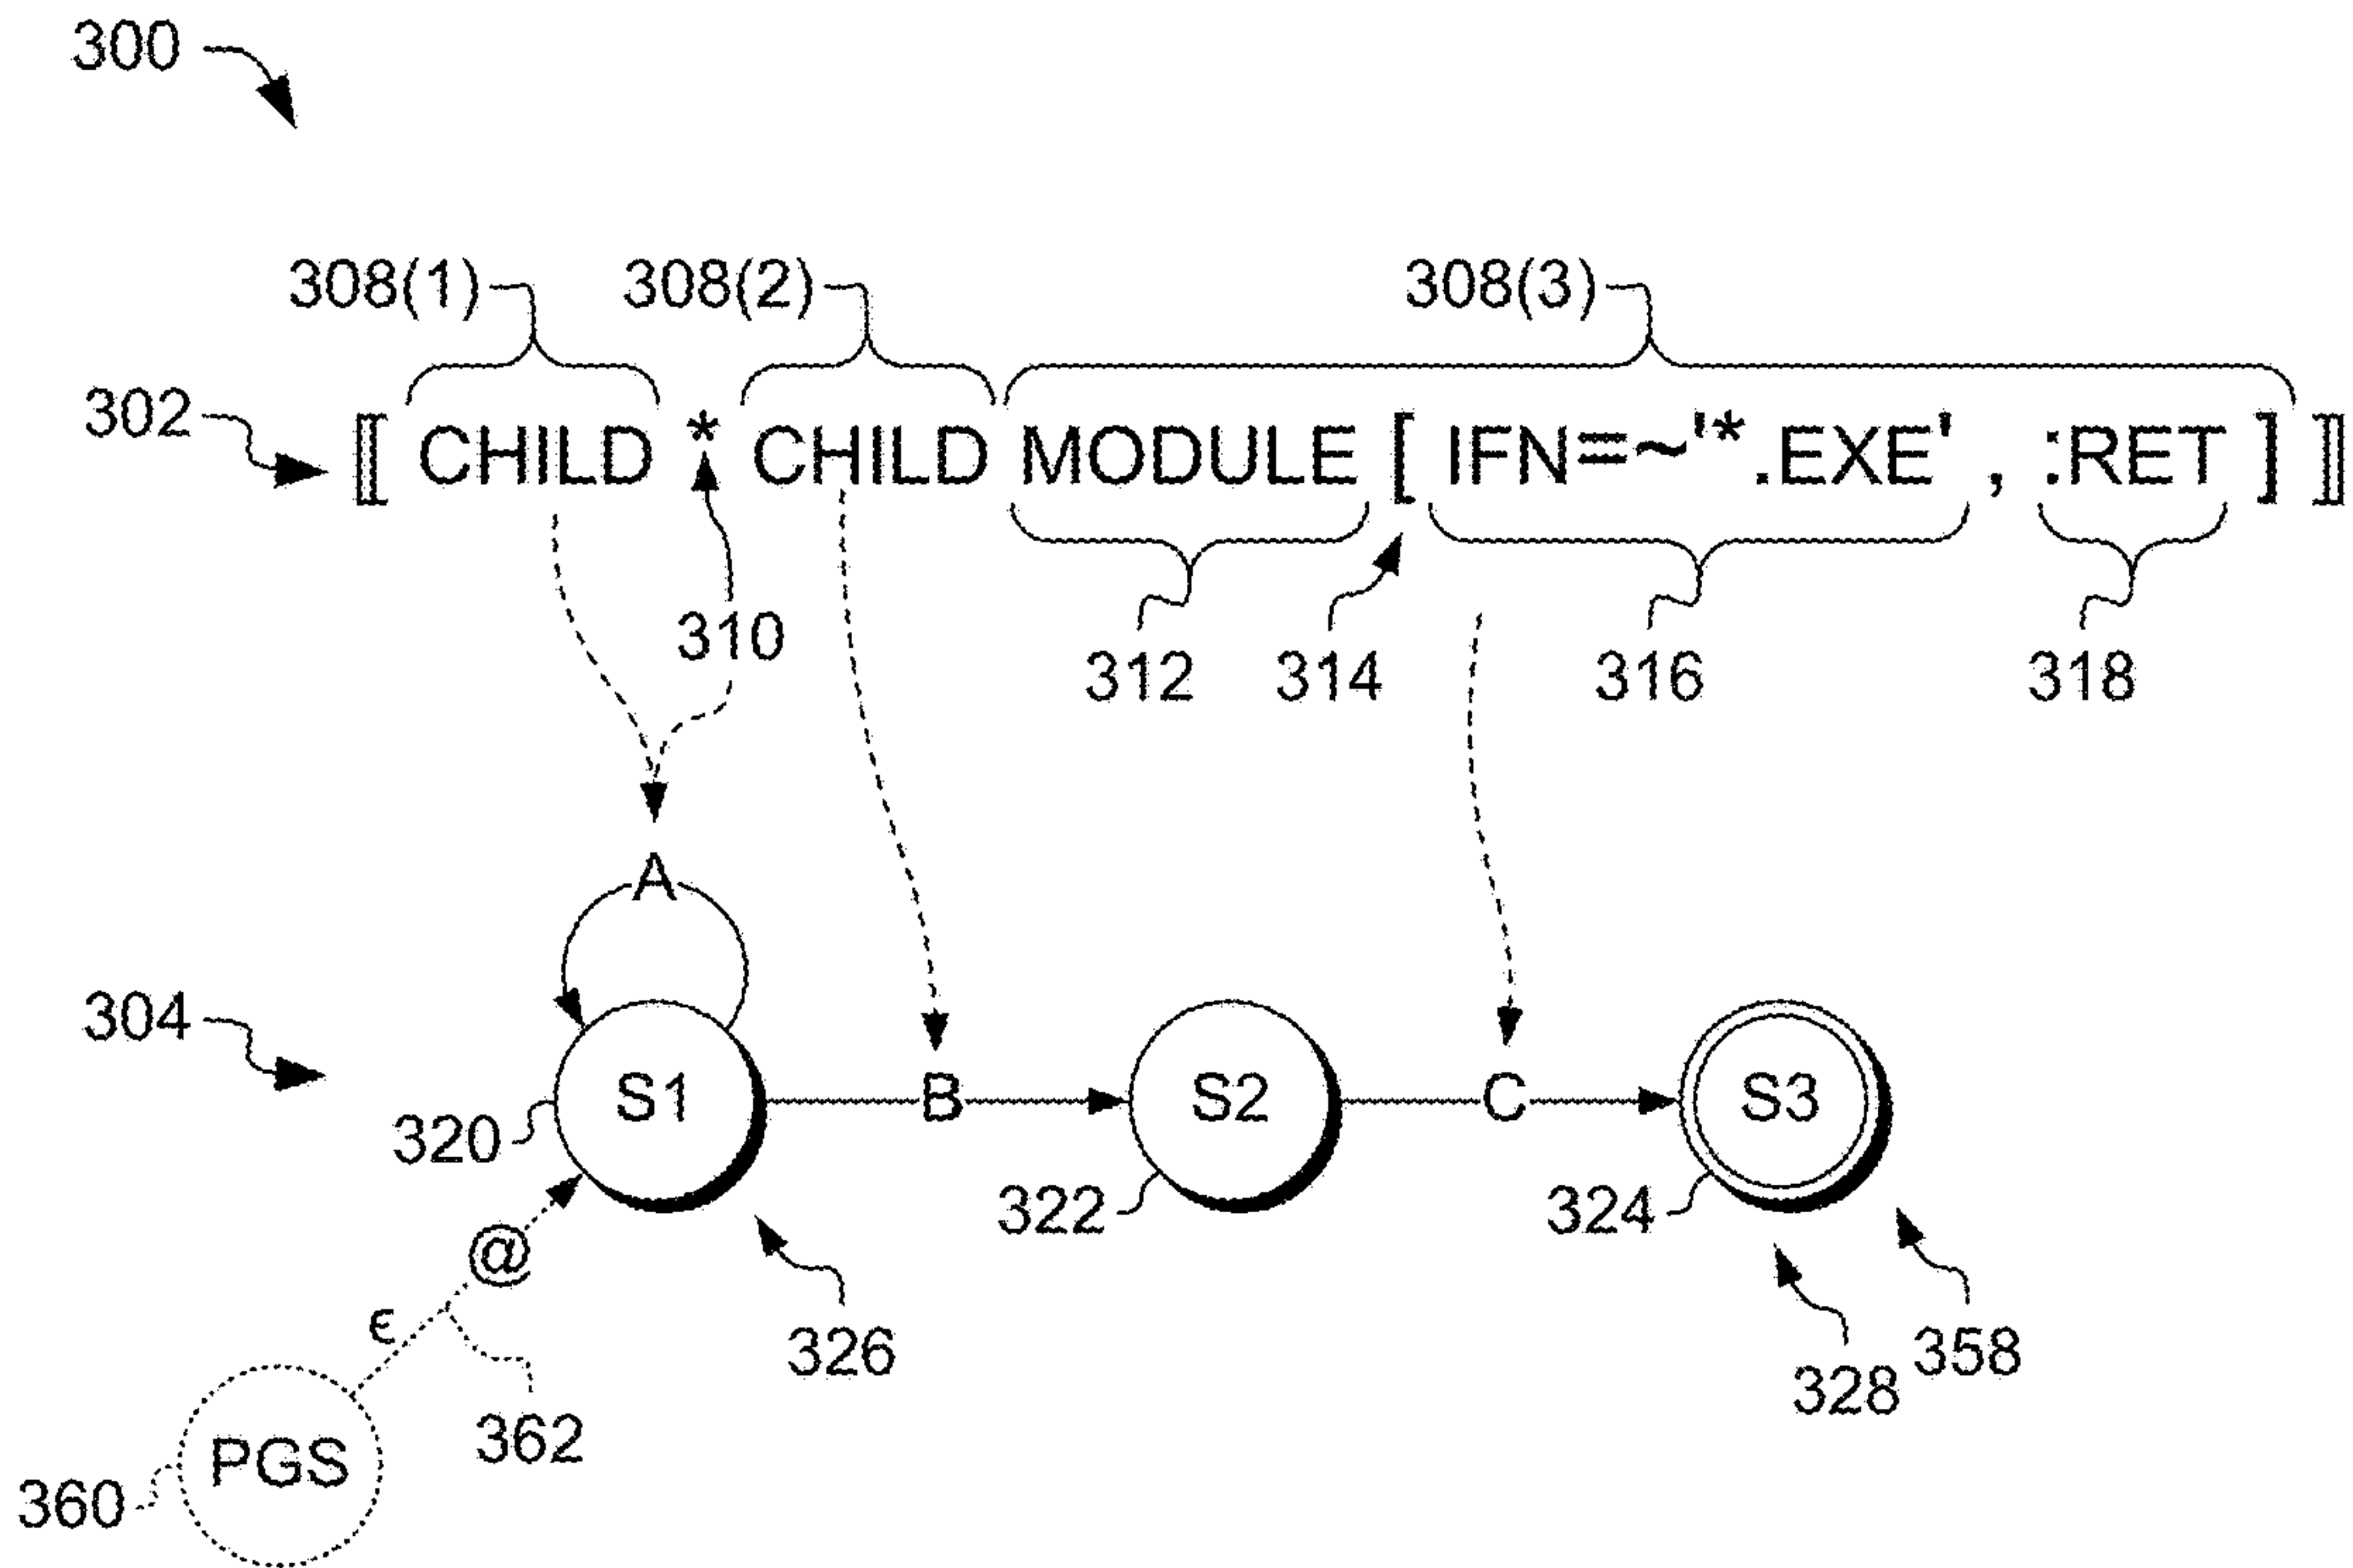 300
308(1) 308(2) 308(3)
302
⟦ CHILD * CHILD MODULE [ IFN=~'*.EXE' , :RET ] ⟧
310
312 314 316 318
A
304
S1 B S2 C S3
320
322 324
@
ϵ
326 358
328
362
PGS
360